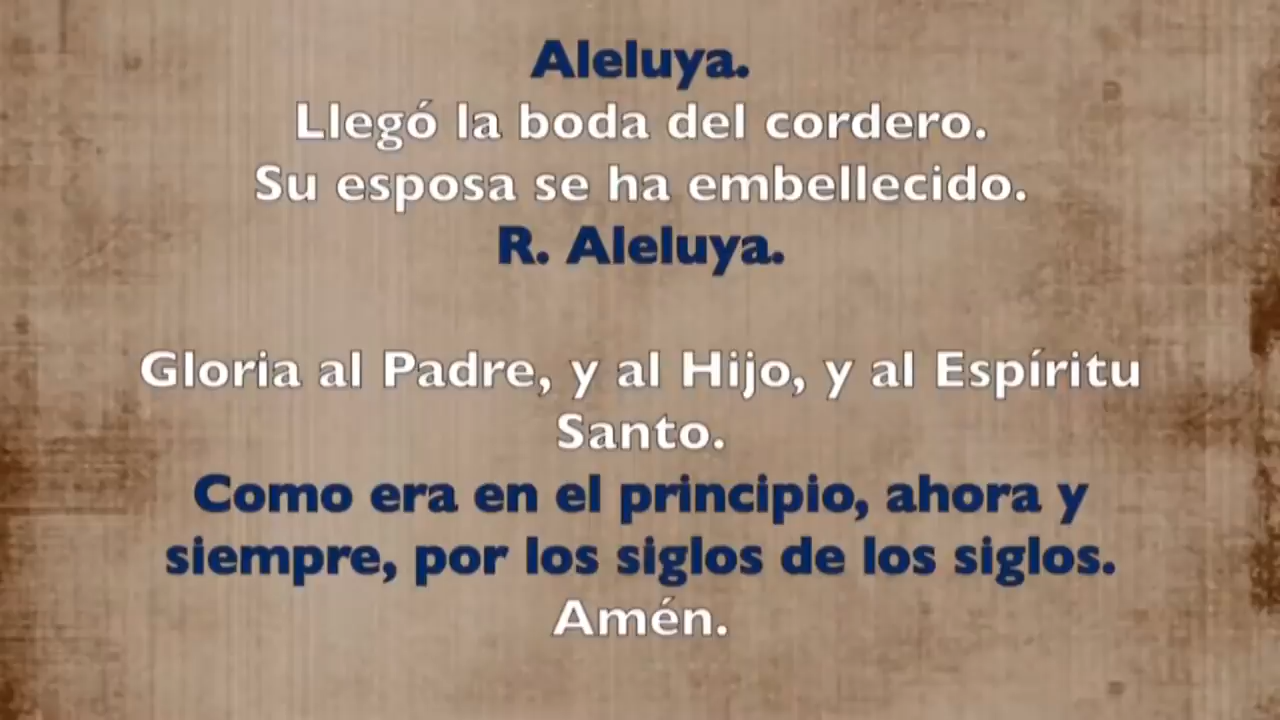 Aleluya.
Llegó la boda del cordero.
Su esposa se ha embellecido.
R. Aleluya.
Gloria al Padre, y al Hijo, y al Espíritu
Santo.
Como era en el principio, ahora y
siempre, por los siglos de los siglos.
Amén.